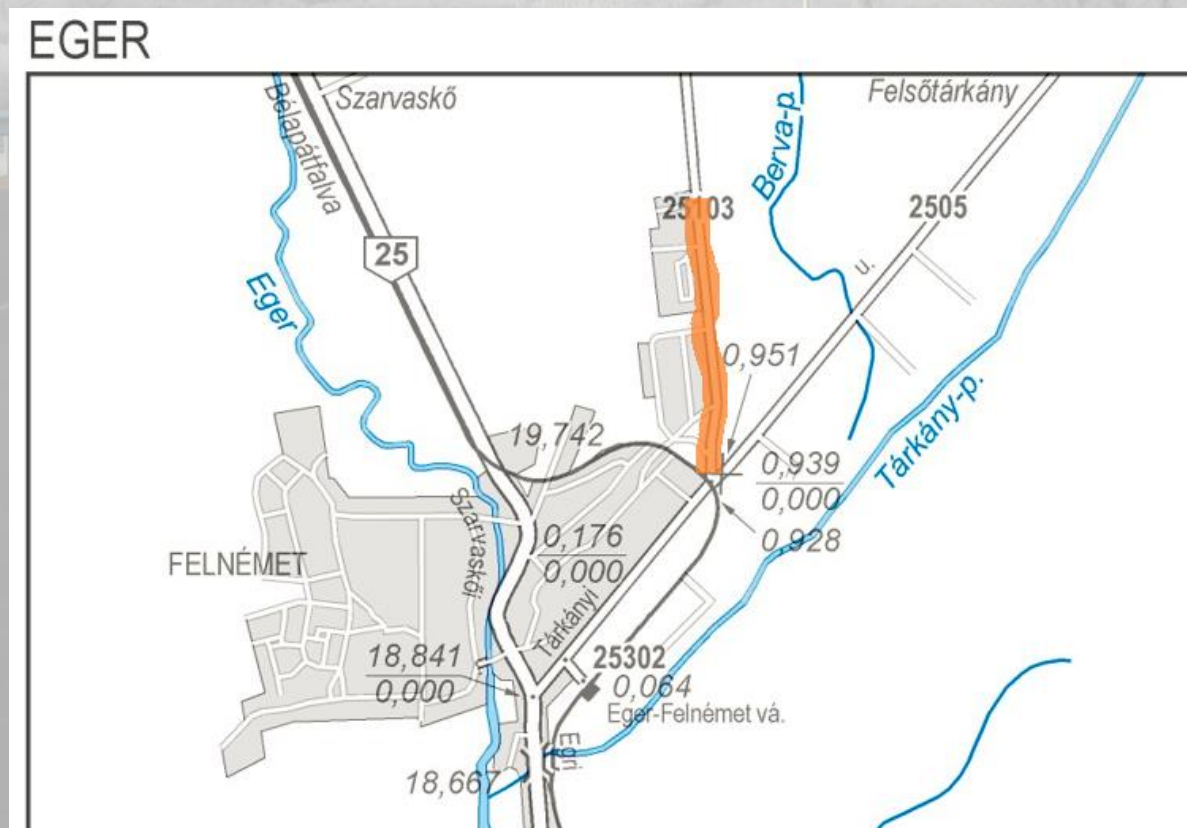 EGER
Bélapátfalva
Szarvaskő
Berva-p.
Felsőtárkány
25103
2505
25
u.
Eger
0,951
Tárkány-p.
19,742
0,939
0,000
Szarvaskői
0,176
0,000
0,928
FELNÉMET
Tárkányi
18,841
0,000
25302
0,064
Eger-Felnémet vá.
Egri
18,667